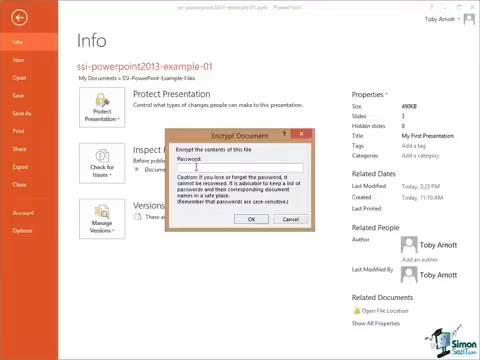 ssi-powerpoint2013-example-01.pptx - PowerPoint
Toby Arnott
Info
New
Open
Save
Save As
Print
Share
Export
Close
Account
Options
Info
ssi-powerpoint2013-example-01
My Documents » SSI-PowerPont-Example-Files
Protect Presentation
Protect Presentation
Control what types of changes people can make to this presentation.
Check for Issues
Inspect
Before publi
Docume
Manage Versions
Versions
There a
Encrypt Document
?
Encrypt the contents of this file
Password:
Caution: If you lose or forget the password, it
cannot be recovered. It is advisable to keep a list of
passwords and their corresponding document
names in a safe place.
(Remember that passwords are case-sensitive.)
OK
Cancel
Properties
Size 490KB
Slides 3
Hidden slides 0
Title My First Presentation
Tags Add a tag
Categories Add a category
Related Dates
Last Modified Today, 2:23 PM
Created Today, 11:10 AM
Last Printed
Related People
Author Toby Arnott
Add an author
Last Modified By Toby Arnott
Related Documents
Open File Location
Show All Properties
Simon
Sez IT